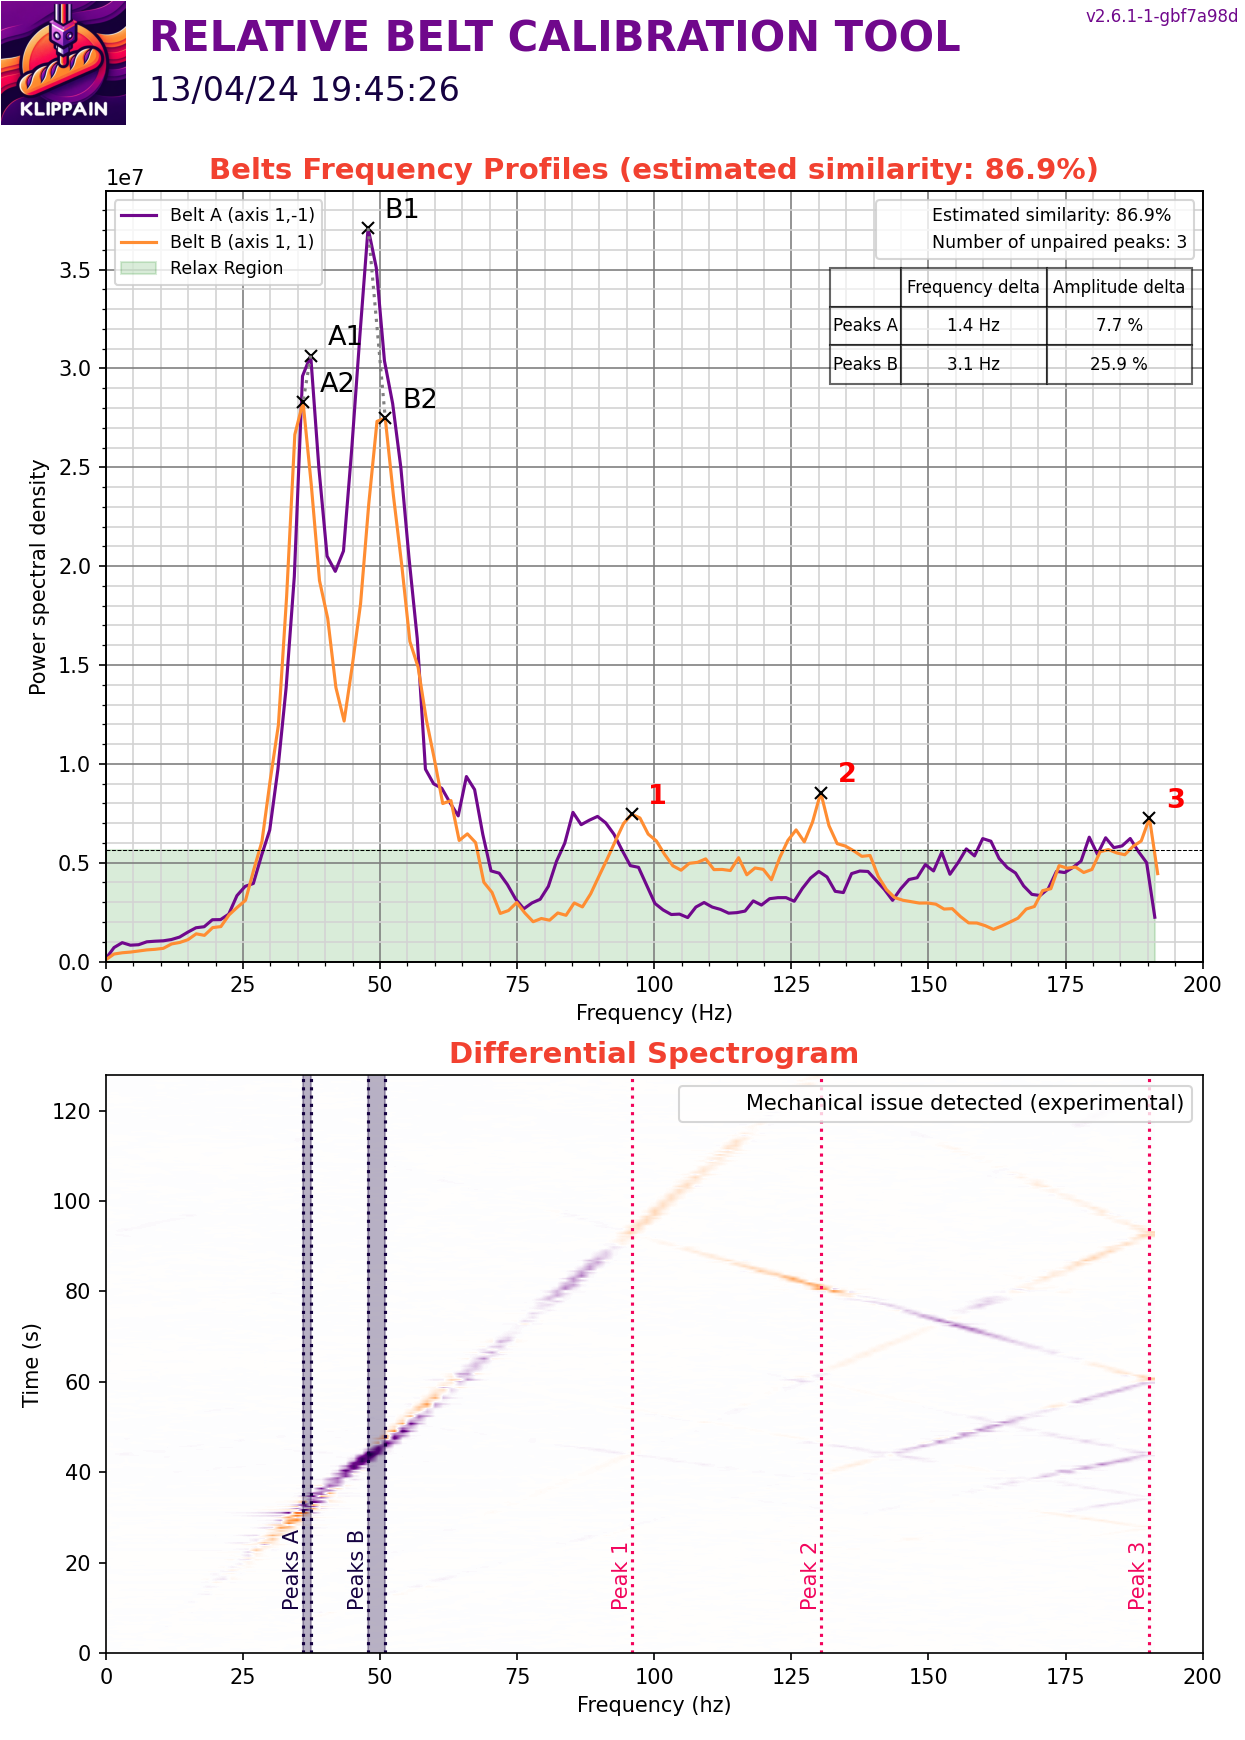 KLIPPAIN
RELATIVE BELT CALIBRATION TOOL
v2.6.1-1-gbf7a98d
13/04/24 19:45:26
Belts Frequency Profiles (estimated similarity: 86.9%)
1e7
Belt A (axis 1,-1)
Belt B (axis 1, 1)
Relax Region
Estimated similarity: 86.9%
Number of unpaired peaks: 3
Frequency delta Amplitude delta
Peaks A 1.4 Hz 7.7 %
Peaks B 3.1 Hz 25.9 %
B1
A1
A2
B2
1
2
3
Power spectral density
3.5
3.0
2.5
2.0
1.5
1.0
0.5
0.0
0 25 50 75 100 125 150 175 200
Frequency (Hz)
Differential Spectrogram
Mechanical issue detected (experimental)
Time (s)
120
100
80
60
40
20
0
Peaks A
Peaks B
Peak 1
Peak 2
Peak 3
0 25 50 75 100 125 150 175 200
Frequency (hz)